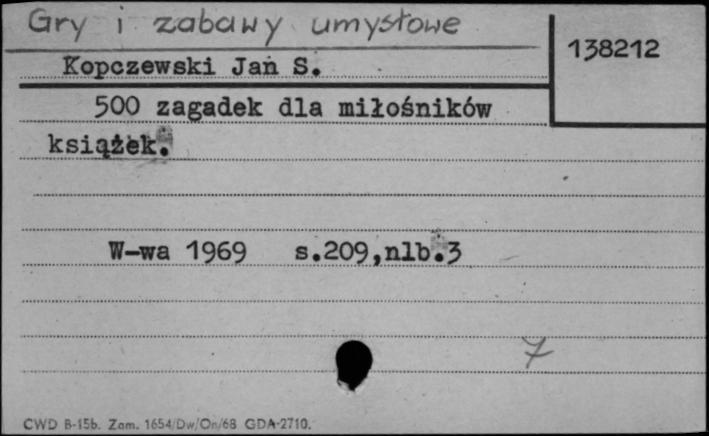 Gry i zabawy umysłowe
138212
Kopczewski Jan S.
500 zagadek dla miłośników
książek.
W-wa 1969 s.209,nlb.3
7
CWD B-15b. Zam. 1654/Dw/On/68 GDA-2710.